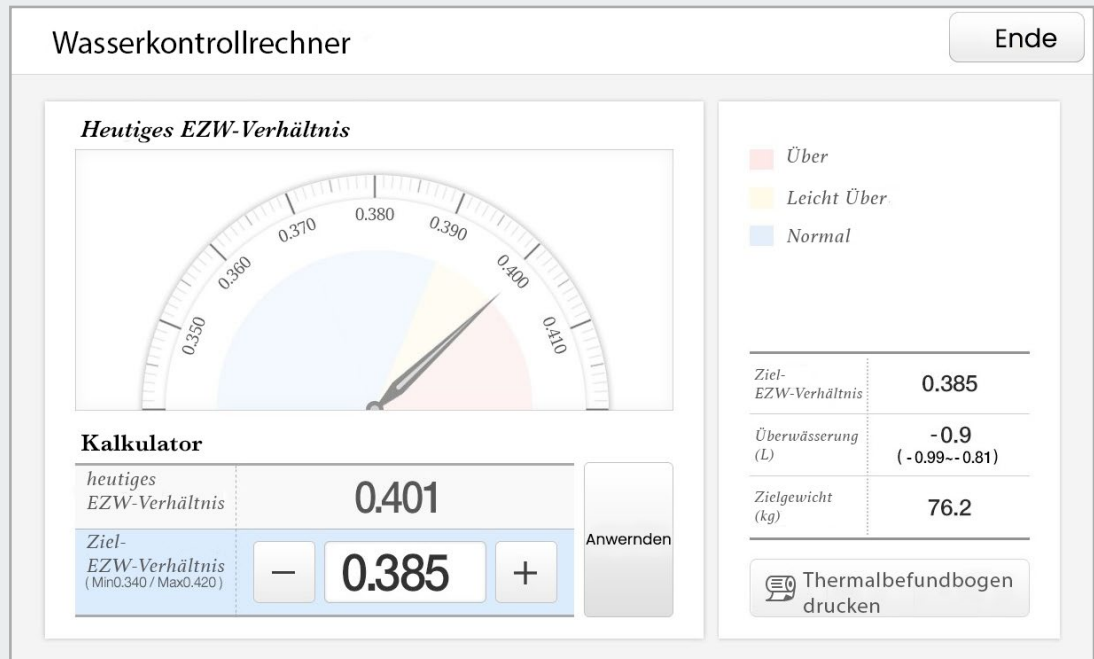 Wasserkontrollrechner
Ende
Heutiges EZW-Verhältnis
0.350
0.360
0.370
0.380
0.390
0.400
0.410
Kalkulator
heutiges
EZW-Verhältnis
0.401
Ziel-
EZW-Verhältnis
( Min0.340 / Max0.420 )
− 0.385 +
Anwernden
Über
Leicht Über
Normal
Ziel-
EZW-Verhältnis
0.385
Überwässerung
(L)
-0.9
( -0.99~-0.81)
Zielgewicht
(kg)
76.2
Thermalbefundbogen
drucken